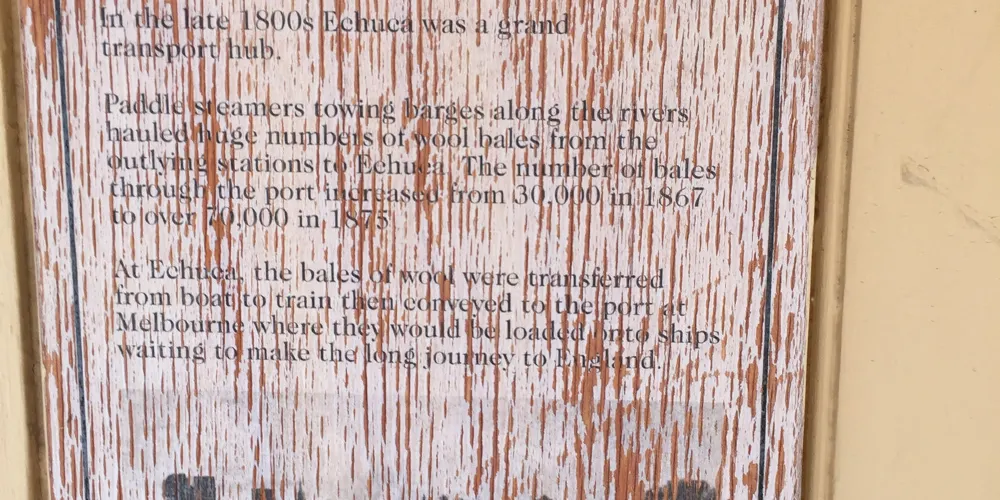 In the late 1800s Echuca was a grand
transport hub.
Paddle steamers towing barges along the rivers
hauled huge numbers of wool bales from the
outlying stations to Echuca. The number of bales
through the port increased from 30,000 in 1867
to over 70,000 in 1875
At Echuca, the bales of wool were transferred
from boat to train then conveyed to the port at
Melbourne where they would be loaded onto ships
waiting to make the long journey to England.